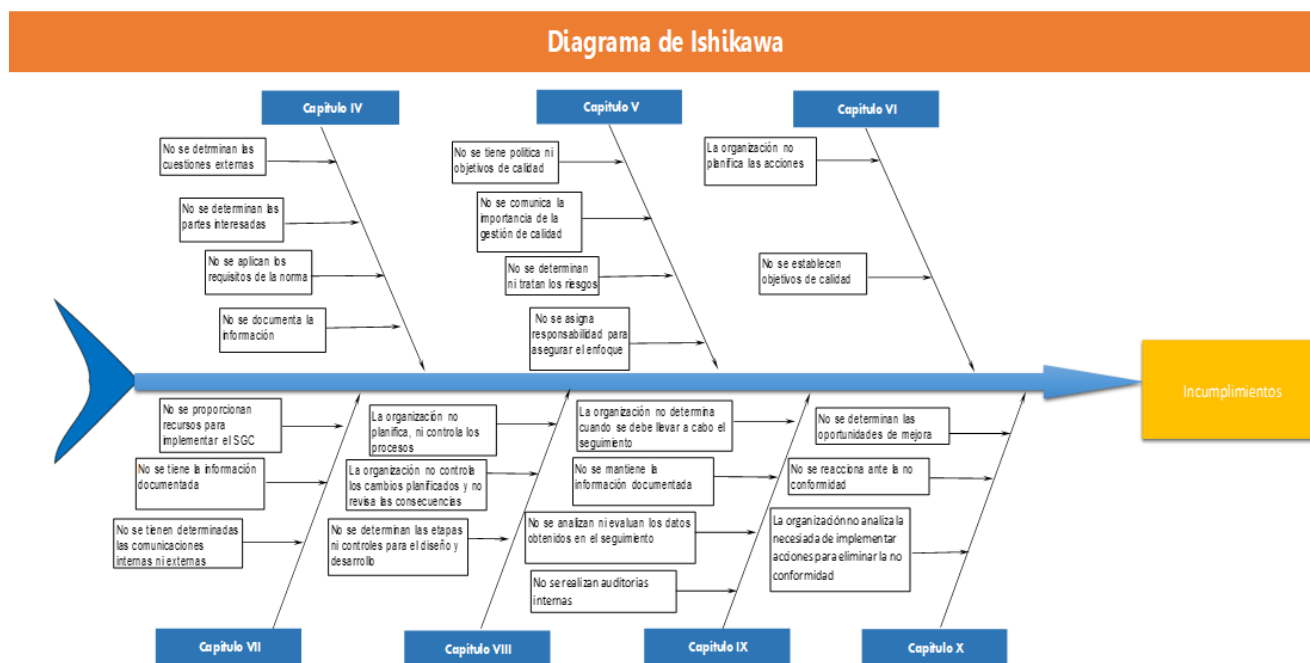 Diagrama de Ishikawa
Capitulo IV
Capitulo V
Capitulo VI
No se detrminan las
cuestiones externas
No se determinan las
partes interesadas
No se aplican los
requisitos de la norma
No se documenta la
información
No se tiene politica ni
objetivos de calidad
No se comunica la
importancia de la
gestión de calidad
No se determinan
ni tratan los riesgos
No se asigna
responsabilidad para
asegurar el enfoque
La organización no
planifica las acciones
No se establecen
objetivos de calidad
Incumplimientos
No se proporcionan
recursos para
implementar el SGC
No se tiene la información
documentada
No se tienen determinadas
las comunicaciones
internas ni externas
La organización no
planifica, ni controla los
procesos
La organización no controla
los cambios planificados y no
revisa las consecuencias
No se determinan las etapas
ni controles para el diseño y
desarrollo
La organización no determina
cuando se debe llevar a cabo el
seguimiento
No se mantiene la
información documentada
No se analizan ni evaluan los datos
obtenidos en el seguimiento
No se realizan auditorias
internas
No se determinan las
oportunidades de mejora
No se reacciona ante la no
conformidad
La organización no analiza la
necesiada de implementar
acciones para eliminar la no
conformidad
Capitulo VII
Capitulo VIII
Capitulo IX
Capitulo X